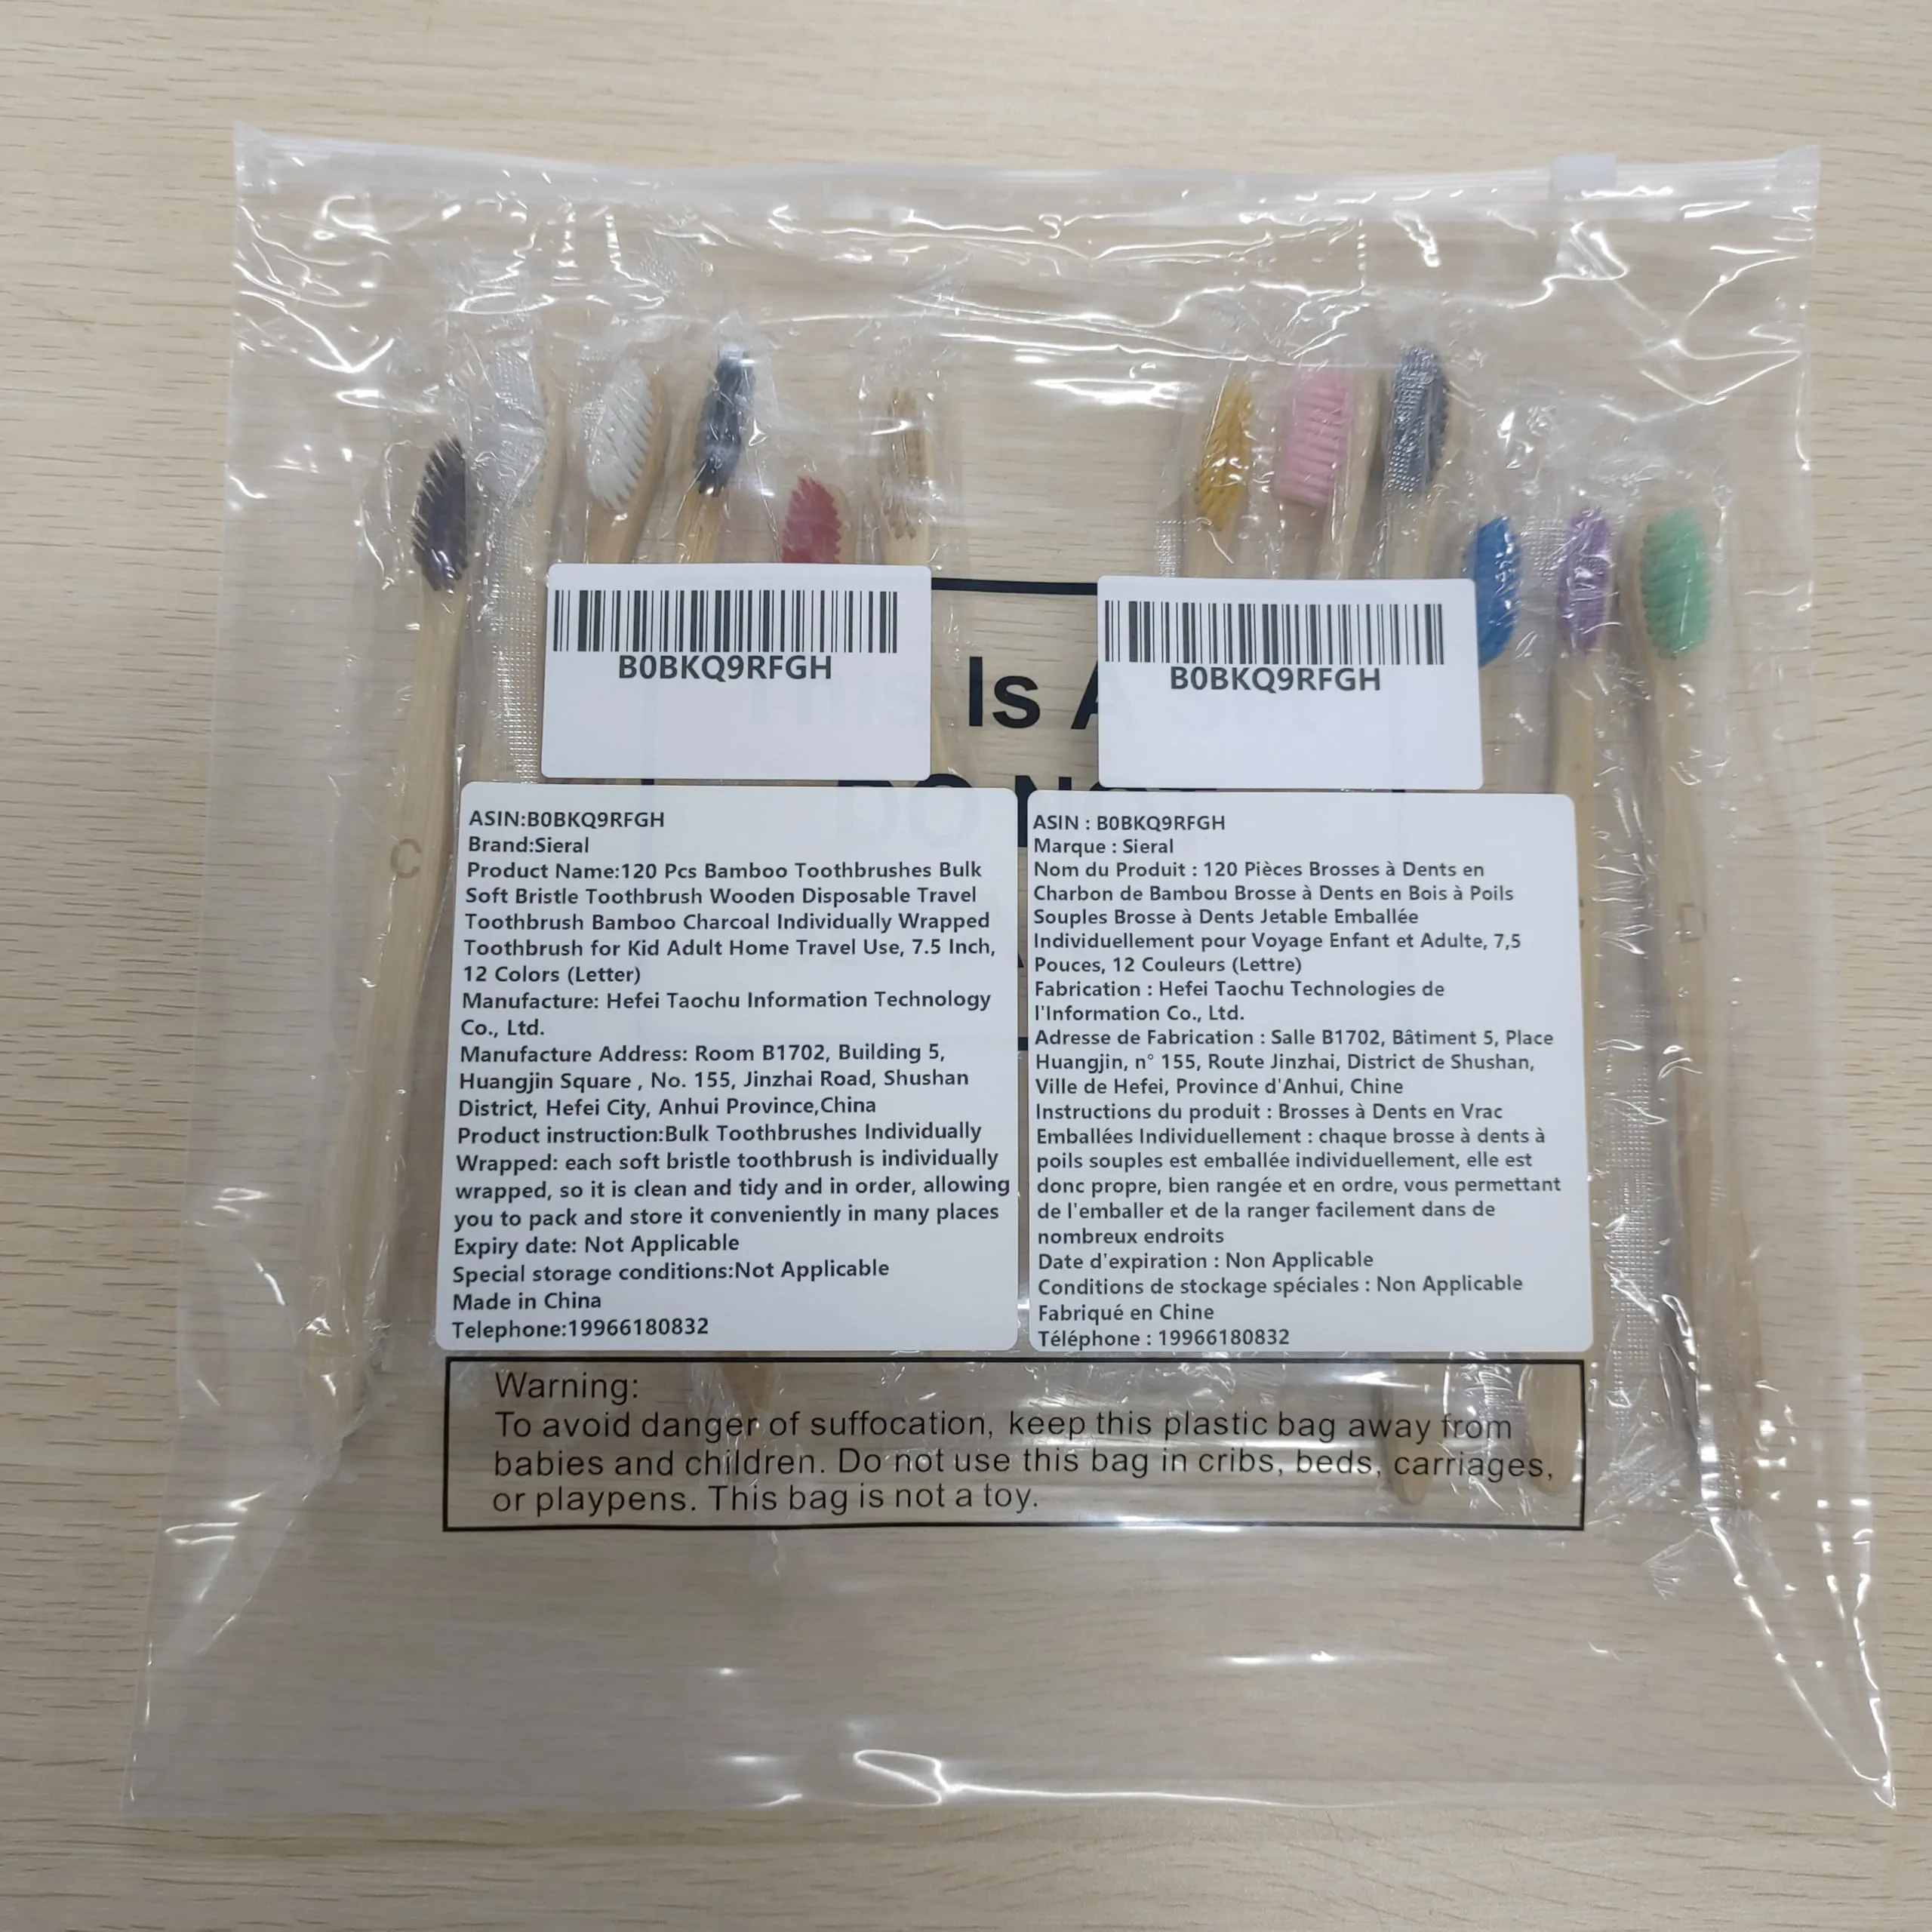 B0BKQ9RFGH
B0BKQ9RFGH
Is A
DO NOT
C
D
ASIN:B0BKQ9RFGH
Brand:Sieral
Product Name:120 Pcs Bamboo Toothbrushes Bulk
Soft Bristle Toothbrush Wooden Disposable Travel
Toothbrush Bamboo Charcoal Individually Wrapped
Toothbrush for Kid Adult Home Travel Use, 7.5 Inch,
12 Colors (Letter)
Manufacture: Hefei Taochu Information Technology
Co., Ltd.
Manufacture Address: Room B1702, Building 5,
Huangjin Square , No. 155, Jinzhai Road, Shushan
District, Hefei City, Anhui Province,China
Product instruction:Bulk Toothbrushes Individually
Wrapped: each soft bristle toothbrush is individually
wrapped, so it is clean and tidy and in order, allowing
you to pack and store it conveniently in many places
Expiry date: Not Applicable
Special storage conditions:Not Applicable
Made in China
Telephone:19966180832
ASIN : B0BKQ9RFGH
Marque : Sieral
Nom du Produit : 120 Pièces Brosses à Dents en
Charbon de Bambou Brosse à Dents en Bois à Poils
Souples Brosse à Dents Jetable Emballée
Individuellement pour Voyage Enfant et Adulte, 7,5
Pouces, 12 Couleurs (Lettre)
Fabrication : Hefei Taochu Technologies de
l'Information Co., Ltd.
Adresse de Fabrication : Salle B1702, Bâtiment 5, Place
Huangjin, n° 155, Route Jinzhai, District de Shushan,
Ville de Hefei, Province d'Anhui, Chine
Instructions du produit : Brosses à Dents en Vrac
Emballées Individuellement : chaque brosse à dents à
poils souples est emballée individuellement, elle est
donc propre, bien rangée et en ordre, vous permettant
de l'emballer et de la ranger facilement dans de
nombreux endroits
Date d'expiration : Non Applicable
Conditions de stockage spéciales : Non Applicable
Fabriqué en Chine
Téléphone : 19966180832
Warning:
To avoid danger of suffocation, keep this plastic bag away from
babies and children. Do not use this bag in cribs, beds, carriages,
or playpens. This bag is not a toy.